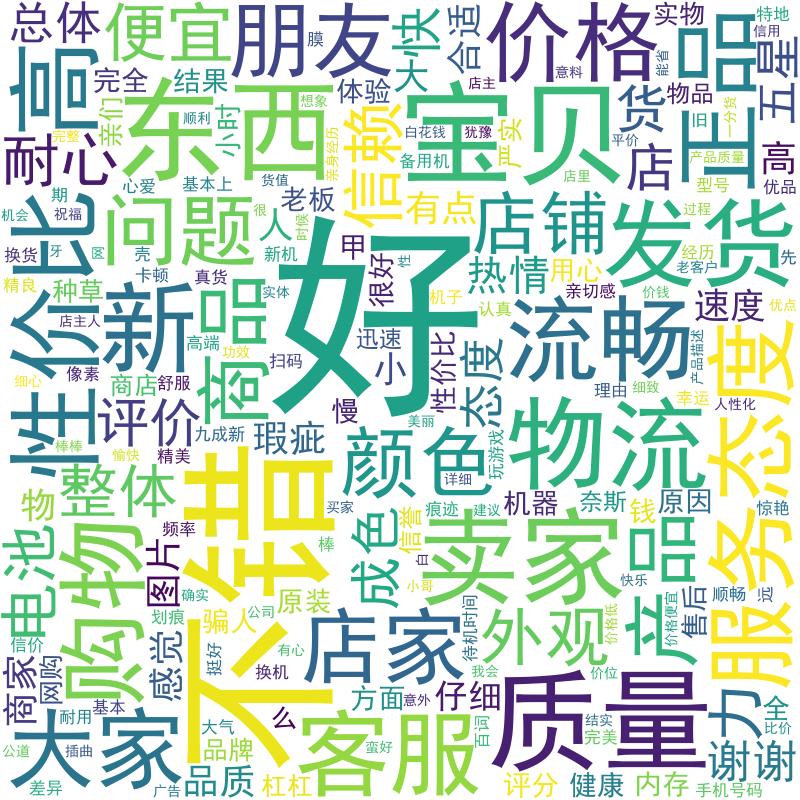 总体
便宜
朋友
快
大
合适
价格
实物
特地
信用
能省
正品
五星
高
完全
结果
膜
体验
意料
店主
物品
旧
一分货
亲们
完整
顺利
小时
想象
东西
信赖
亲身经历
白花钱
犹豫
宝贝
严实
货
平价
产品质量
耐心
心爱
基本上
货值
备用机
店
店里
型号
高
优品
性价比
机会
祝福
期
问题
很
人
老板
有点
店铺
发货
过程
经历
先
老客户
换货
牙
区
壳
新机
时候
甲
很好
性
热情
用心
精良
种草
卡顿
真货
商品
实体
好
机子
认真
亲切感
价钱
速度
优点
店主人
新
高端
功效
迅速
小
性价比
态度
流畅
产品描述
服务态度
细心
像素
商店
舒服
扫码
理由
细致
幸运
人性化
评价
九成新
瑕疵
慢
美丽
玩游戏
物流
棒棒
愉快
精美
不错
颜色
详细
惊艳
物
整体
频率
买家
成色
痕迹
信誉
建议
机器
奈斯
钱
原因
电池
购物
图片
棒
白
小哥
卖家
产品
快乐
售后
顺畅
远
确实
划痕
公司
原装
信价
骗人
店家
待机时间
外观
价格低
价格便宜
商家
网购
感觉
挺好
有心
换机
我会
价位
耐用
基本
么
方面
意外
仔细
质量
力
全
比价
大家
大气
客服
蛮好
百词
结实
完美
谢谢
公道
插曲
品牌
差异
广告
品质
杠杠
评分
健康
内存
手机号码